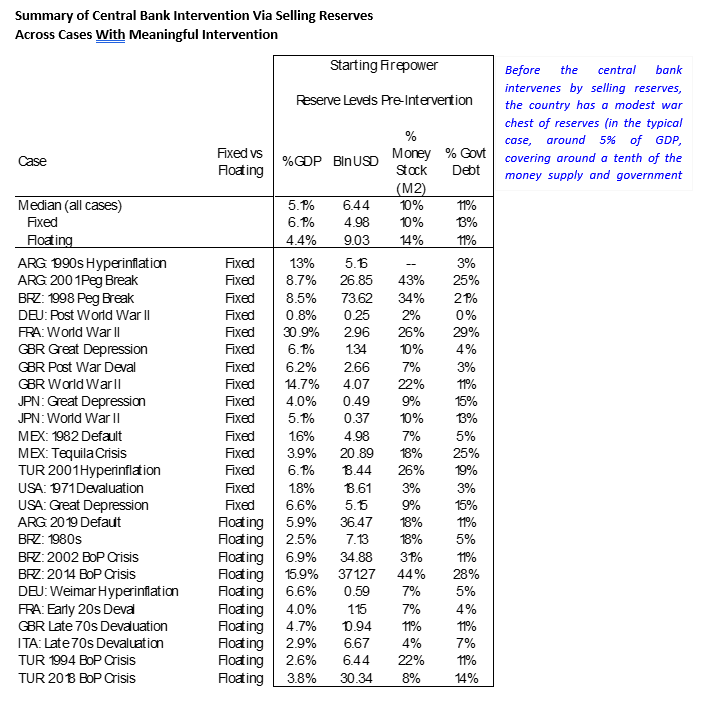 Summary of Central Bank Intervention Via Selling Reserves
Across Cases With Meaningful Intervention
Starting Firepower
Reserve Levels Pre-Intervention
Case Fixed vs Floating %GDP Bln USD % Money Stock (M2) % Govt Debt
Median (all cases) 5.1% 6.44 10% 11%
Fixed 6.1% 4.98 10% 13%
Floating 4.4% 9.03 14% 11%
ARG: 1990s Hyperinflation Fixed 13% 5.16 -- 3%
ARG: 2001 Peg Break Fixed 8.7% 26.85 43% 25%
BRZ: 1998 Peg Break Fixed 8.5% 73.62 34% 21%
DEU: Post World War II Fixed 0.8% 0.25 2% 0%
FRA: World War II Fixed 30.9% 2.96 26% 29%
GBR Great Depression Fixed 6.1% 134 10% 4%
GBR Post War Deval Fixed 6.2% 2.66 7% 3%
GBR World War II Fixed 14.7% 4.07 22% 11%
JPN: Great Depression Fixed 4.0% 0.49 9% 15%
JPN: World War II Fixed 5.1% 0.37 10% 13%
MEX: 1982 Default Fixed 16% 4.98 7% 5%
MEX: Tequila Crisis Fixed 3.9% 20.89 18% 25%
TUR 2001 Hyperinflation Fixed 6.1% 18.44 26% 19%
USA: 1971 Devaluation Fixed 18% 18.61 3% 3%
USA: Great Depression Fixed 6.6% 5.15 9% 15%
ARG: 2019 Default Floating 5.9% 36.47 18% 11%
BRZ: 1980s Floating 2.5% 7.13 18% 5%
BRZ: 2002 BoP Crisis Floating 6.9% 34.88 31% 11%
BRZ: 2014 BoP Crisis Floating 15.9% 37127 44% 28%
DEU: Weimar Hyperinflation Floating 6.6% 0.59 7% 5%
FRA: Early 20s Deval Floating 4.0% 115 7% 4%
GBR Late 70s Devaluation Floating 4.7% 10.94 11% 11%
ITA: Late 70s Devaluation Floating 2.9% 6.67 4% 7%
TUR 1994 BoP Crisis Floating 2.6% 6.44 22% 11%
TUR 2018 BoP Crisis Floating 3.8% 30.34 8% 14%
Before the central bank
intervenes by selling reserves,
the country has a modest war
chest of reserves (in the typical
case, around 5% of GDP,
covering around a tenth of the
money supply and government